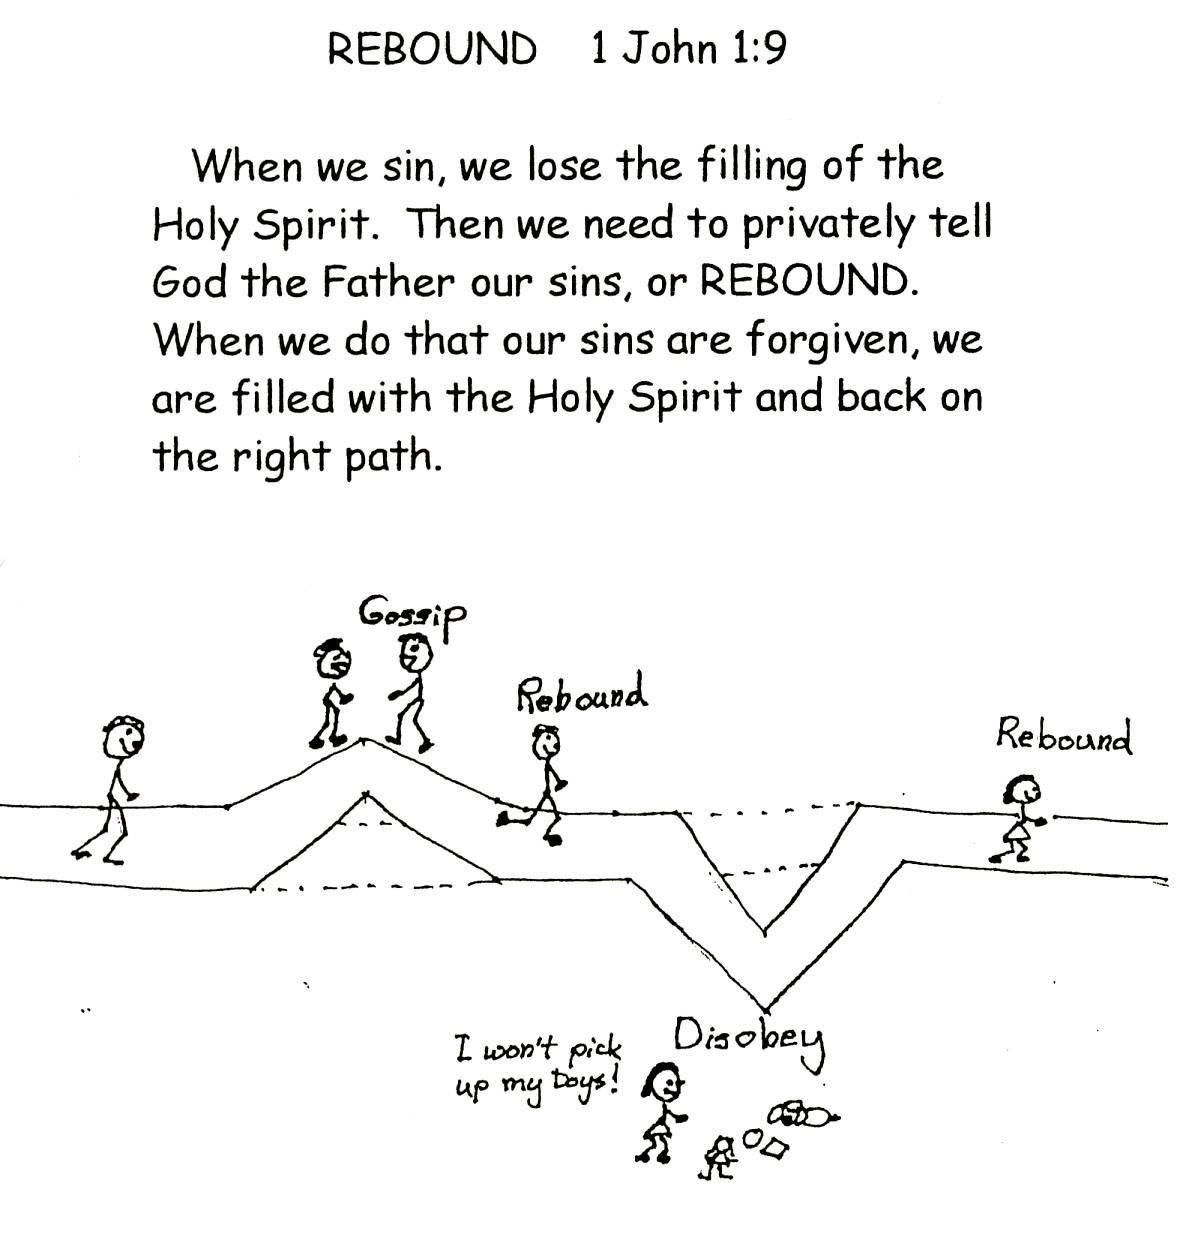 REBOUND 1 John 1:9
When we sin, we lose the filling of the
Holy Spirit. Then we need to privately tell
God the Father our sins, or REBOUND.
When we do that our sins are forgiven, we
are filled with the Holy Spirit and back on
the right path.
Gossip
Rebound
Rebound
Disobey
I won't pick
up my toys!